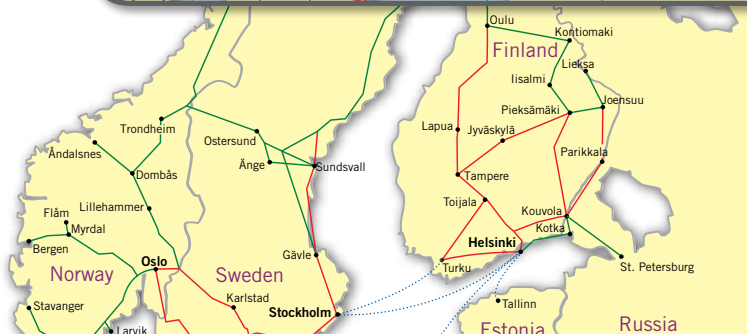 Oulu
Kontiomaki
Finland
Lieksa
Iisalmi
Joensuu
Pieksämäki
Trondheim
Lapua
Jyväskylä
Ostersund
Åndalsnes
Parikkala
Änge
Sundsvall
Dombås
Tampere
Toijala
Lillehammer
Kouvola
Flåm
Myrdal
Kotka
Helsinki
Bergen
Gävle
Oslo
Turku
St. Petersburg
Norway
Sweden
Karlstad
Tallinn
Stavanger
Stockholm
Larvik
Estonia
Russia